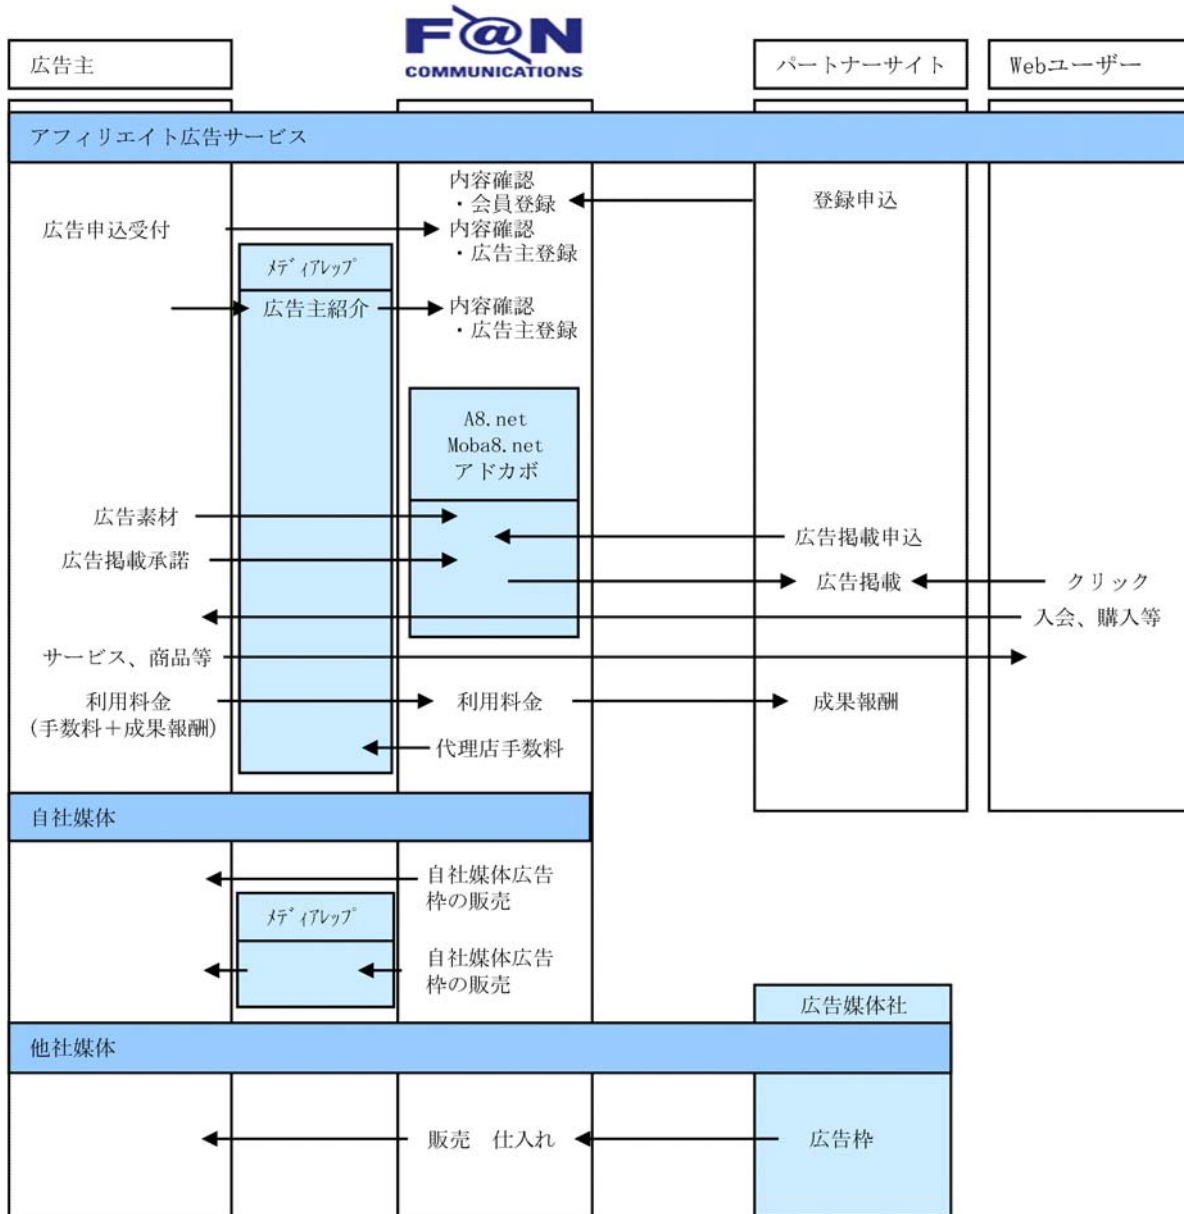 F@N
COMMUNICATIONS
広告主
パートナーサイト
Webユーザー
アフィリエイト広告サービス
内容確認
・会員登録
登録申込
広告申込受付
内容確認
・広告主登録
ﾒﾃﾞｨｱﾚｯﾌﾟ
広告主紹介
内容確認
・広告主登録
A8.net
Moba8.net
アドカボ
広告素材
広告掲載申込
広告掲載承諾
広告掲載
クリック
入会、購入等
サービス、商品等
利用料金
(手数料＋成果報酬)
利用料金
成果報酬
代理店手数料
自社媒体
自社媒体広告
枠の販売
ﾒﾃﾞｨｱﾚｯﾌﾟ
自社媒体広告
枠の販売
広告媒体社
他社媒体
販売　仕入れ
広告枠